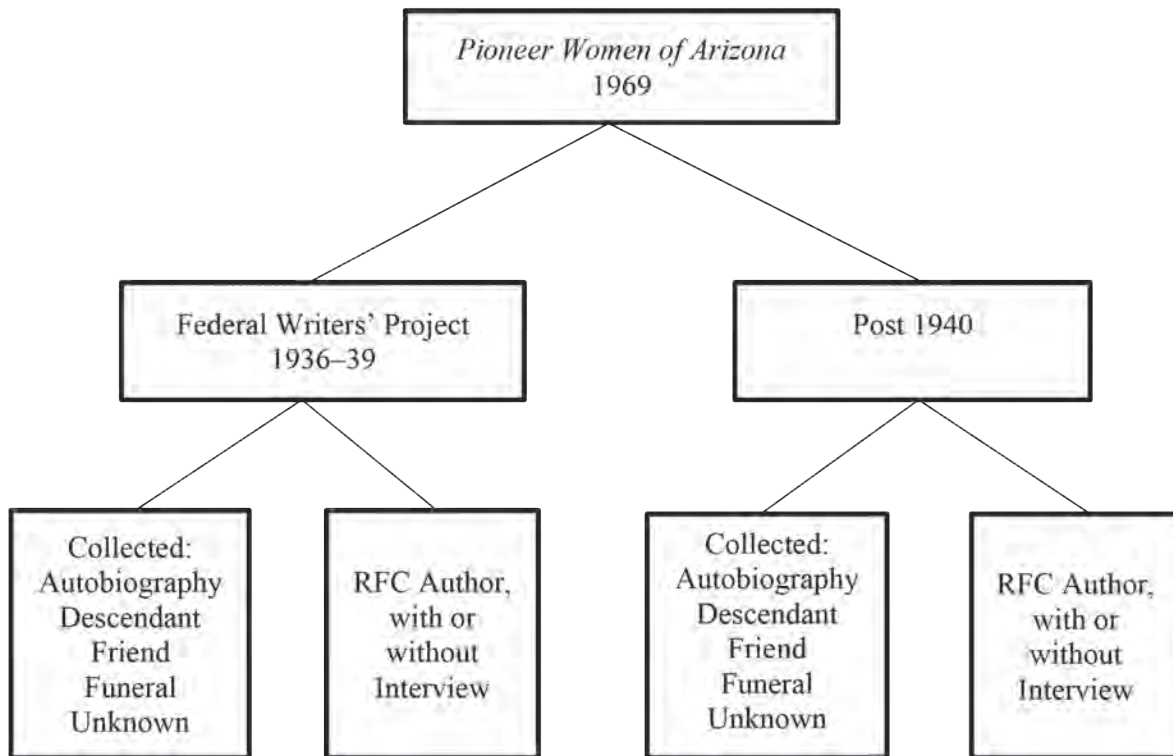 Pioneer Women of Arizona
1969
Federal Writers’ Project
1936–39
Post 1940
Collected:
Autobiography
Descendant
Friend
Funeral
Unknown
RFC Author,
with or
without
Interview
Collected:
Autobiography
Descendant
Friend
Funeral
Unknown
RFC Author,
with or
without
Interview